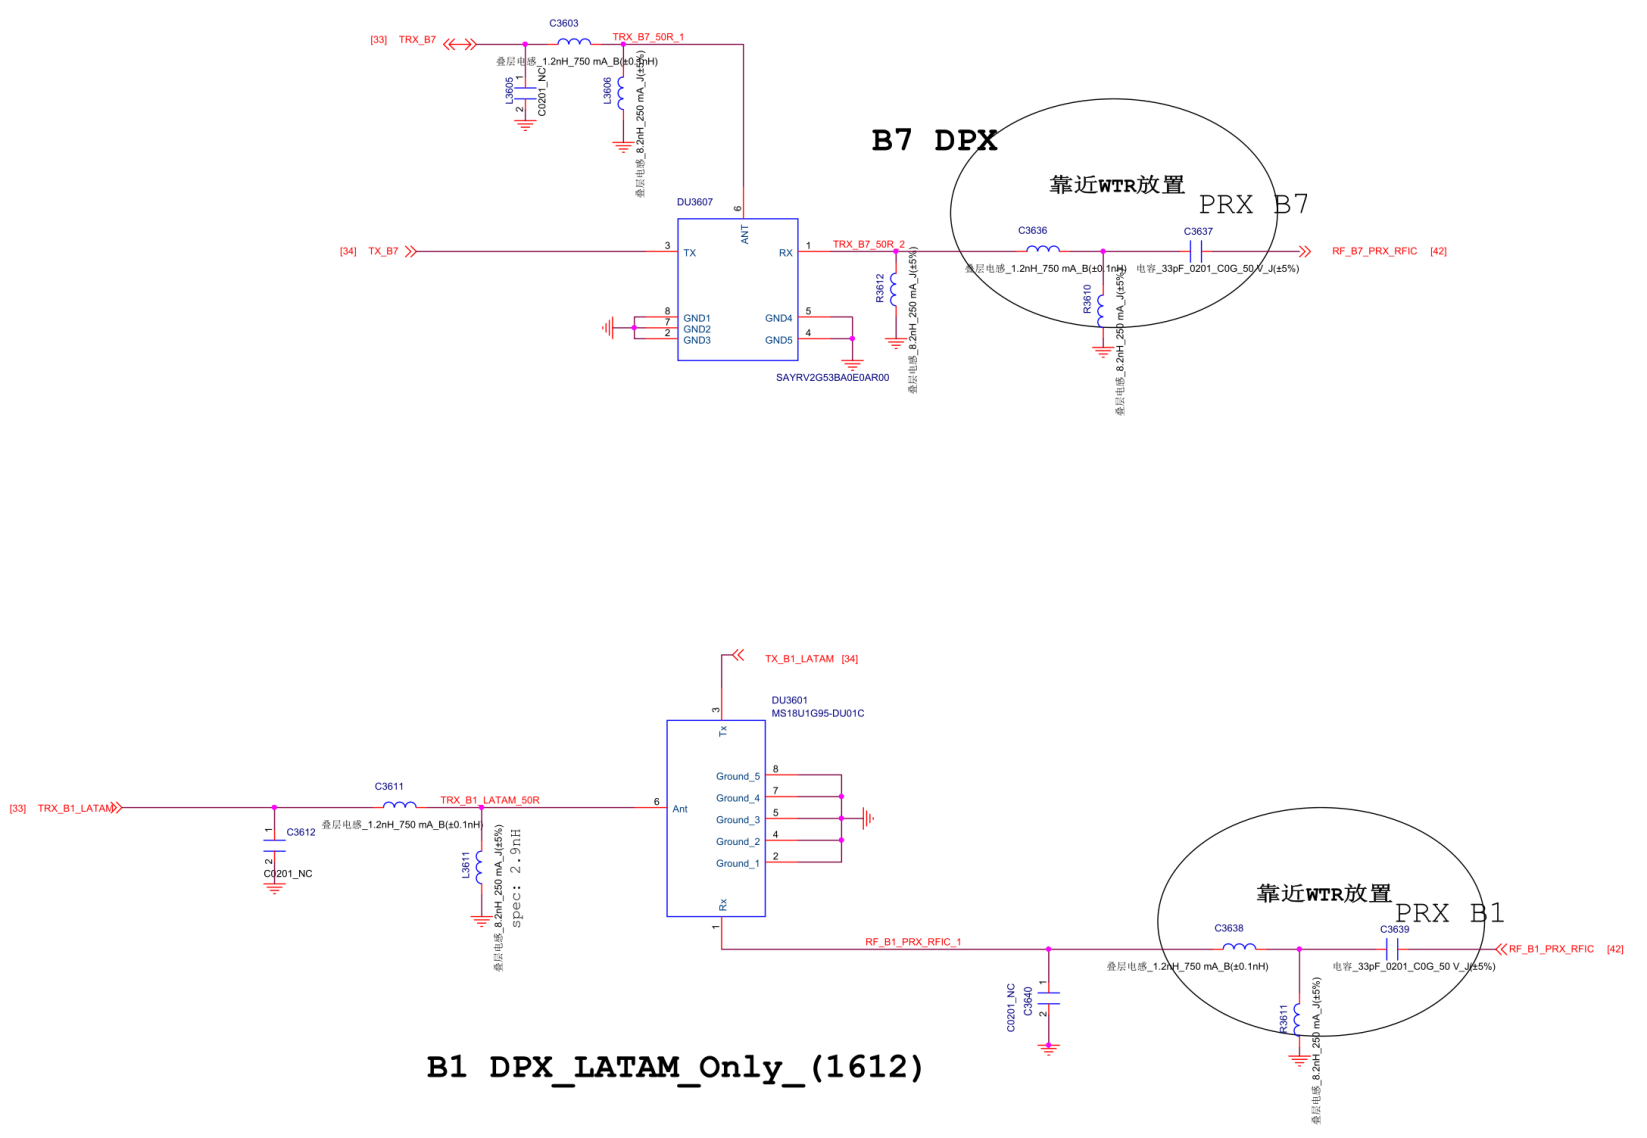 C3603
[33] TRX_B7
TRX_B7_50R_1
叠层电感_1.2nH_750 mA_B(±0.1nH)
L3605
1
2
C0201_NC
L3606
叠层电感_8.2nH_250 mA_J(±5%)
B7 DPX
靠近WTR放置
PRX B7
DU3607
6
ANT
[34] TX_B7
3
TX
RX
1
TRX_B7_50R_2
C3636
C3637
RF_B7_PRX_RFIC [42]
叠层电感_1.2nH_750 mA_B(±0.1nH)
电容_33pF_0201_C0G_50 V_J(±5%)
R3612
叠层电感_8.2nH_250 mA_J(±5%)
R3610
叠层电感_8.2nH_250 mA_J(±5%)
8
GND1
GND4
5
7
GND2
2
GND3
GND5
4
SAYRV2G53BA0E0AR00
TX_B1_LATAM [34]
DU3601
MS18U1G95-DU01C
3
Tx
Ground_5
8
Ground_4
7
Ground_3
5
Ground_2
4
Ground_1
2
C3611
[33] TRX_B1_LATAM
TRX_B1_LATAM_50R
6
Ant
叠层电感_1.2nH_750 mA_B(±0.1nH)
1
C3612
2
C0201_NC
L3611
叠层电感_8.2nH_250 mA_J(±5%)
spec: 2.9nH
Rx
1
RF_B1_PRX_RFIC_1
靠近WTR放置
PRX B1
C3638
C3639
RF_B1_PRX_RFIC [42]
叠层电感_1.2nH_750 mA_B(±0.1nH)
电容_33pF_0201_C0G_50 V_J(±5%)
C0201_NC
C3640
1
2
R3611
叠层电感_8.2nH_250 mA_J(±5%)
B1 DPX_LATAM_Only_(1612)